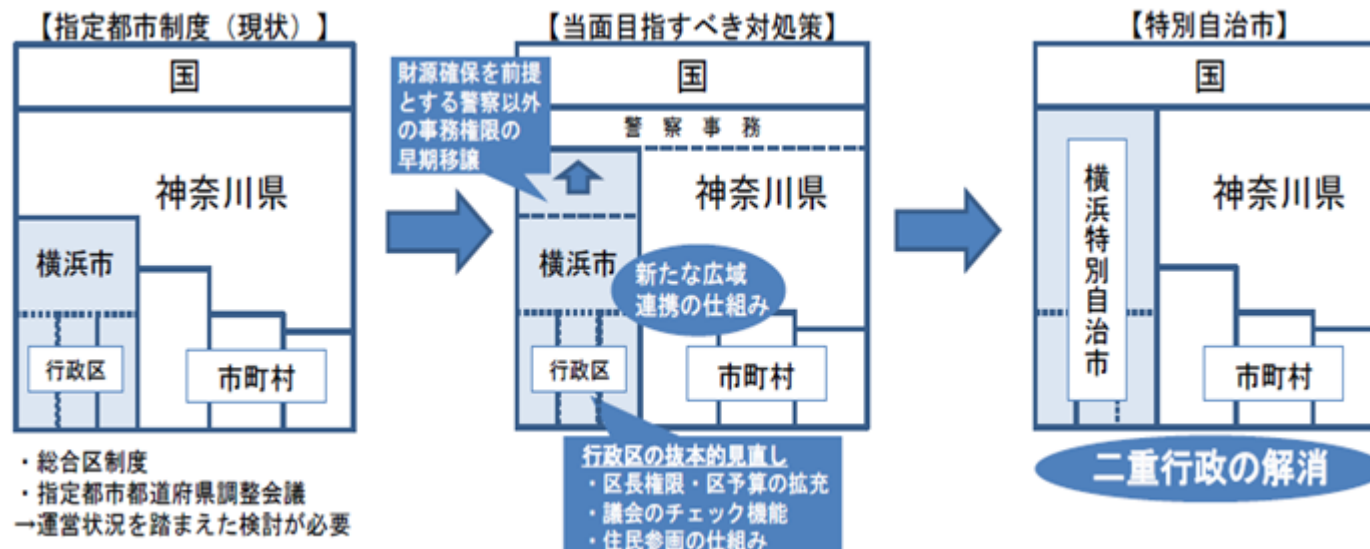 【指定都市制度（現状）】
国
神奈川県
横浜市
行政区
市町村
・総合区制度
・指定都市都道府県調整会議
→運営状況を踏まえた検討が必要
【当面目指すべき対処策】
国
財源確保を前提
とする警察以外
の事務権限の
早期移譲
警察事務
神奈川県
横浜市
新たな広域
連携の仕組み
行政区
市町村
行政区の抜本的見直し
・区長権限・区予算の拡充
・議会のチェック機能
・住民参画の仕組み
【特別自治市】
国
横浜特別自治市
神奈川県
市町村
二重行政の解消